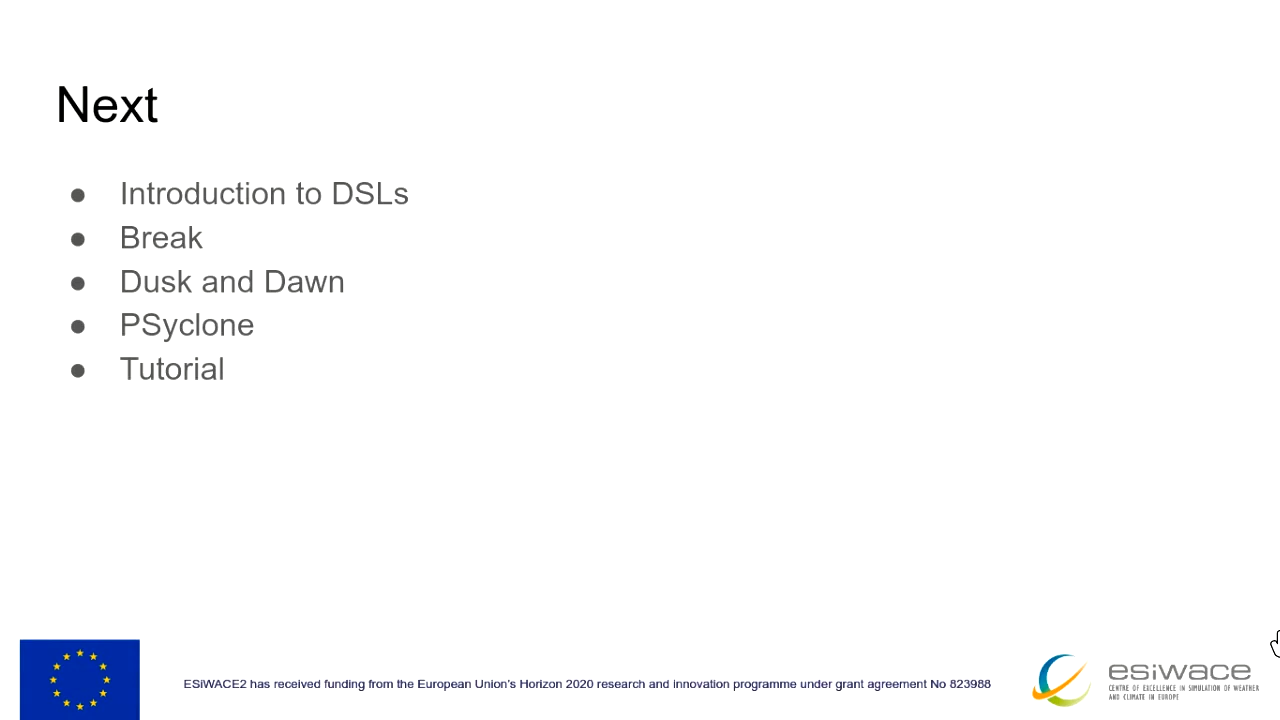 Next
● Introduction to DSLs
● Break
● Dusk and Dawn
● PSyclone
● Tutorial
ESiWACE2 has received funding from the European Union's Horizon 2020 research and innovation programme under grant agreement No 823988
esiwace
CENTRE OF EXCELLENCE IN SIMULATION OF WEATHER
AND CLIMATE IN EUROPE